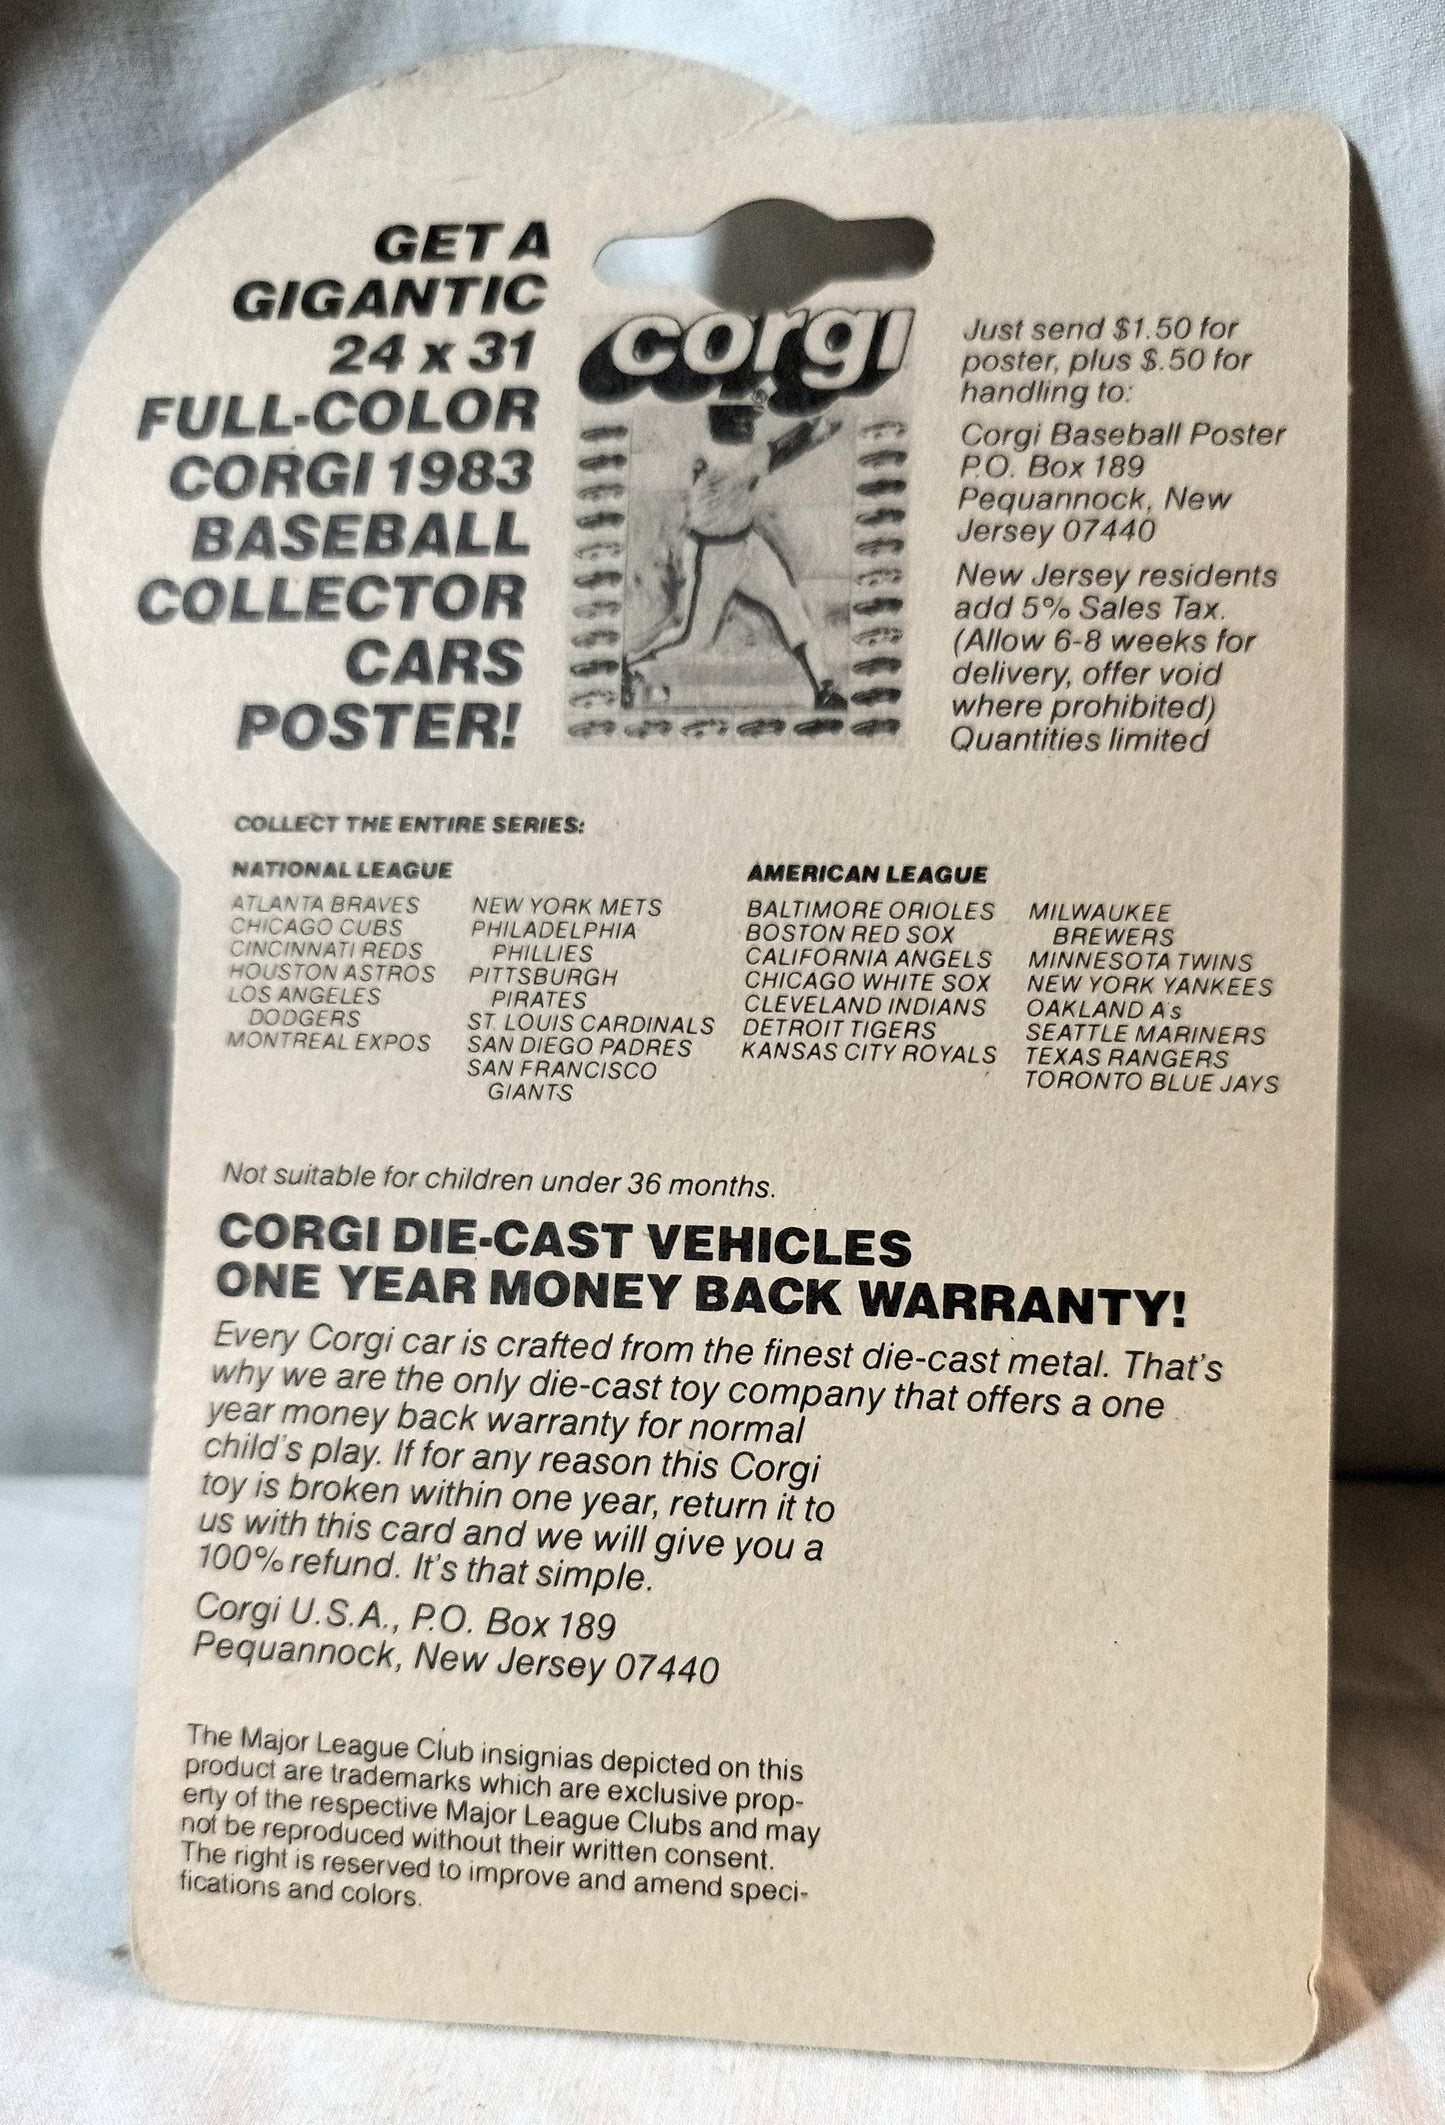 GET A
GIGANTIC
24 x 31
FULL-COLOR
CORGI 1983
BASEBALL
COLLECTOR
CARS
POSTER!
corgi
®
Just send $1.50 for
poster, plus $.50 for
handling to:
Corgi Baseball Poster
P.O. Box 189
Pequannock, New
Jersey 07440
New Jersey residents
add 5% Sales Tax.
(Allow 6-8 weeks for
delivery, offer void
where prohibited)
Quantities limited
COLLECT THE ENTIRE SERIES:
NATIONAL LEAGUE
ATLANTA BRAVES
CHICAGO CUBS
CINCINNATI REDS
HOUSTON ASTROS
LOS ANGELES
DODGERS
MONTREAL EXPOS
NEW YORK METS
PHILADELPHIA
PHILLIES
PITTSBURGH
PIRATES
ST. LOUIS CARDINALS
SAN DIEGO PADRES
SAN FRANCISCO
GIANTS
AMERICAN LEAGUE
BALTIMORE ORIOLES
BOSTON RED SOX
CALIFORNIA ANGELS
CHICAGO WHITE SOX
CLEVELAND INDIANS
DETROIT TIGERS
KANSAS CITY ROYALS
MILWAUKEE
BREWERS
MINNESOTA TWINS
NEW YORK YANKEES
OAKLAND A's
SEATTLE MARINERS
TEXAS RANGERS
TORONTO BLUE JAYS
Not suitable for children under 36 months.
CORGI DIE-CAST VEHICLES
ONE YEAR MONEY BACK WARRANTY!
Every Corgi car is crafted from the finest die-cast metal. That's
why we are the only die-cast toy company that offers a one
year money back warranty for normal
child's play. If for any reason this Corgi
toy is broken within one year, return it to
us with this card and we will give you a
100% refund. It's that simple.
Corgi U.S.A., P.O. Box 189
Pequannock, New Jersey 07440
The Major League Club insignias depicted on this
product are trademarks which are exclusive prop-
erty of the respective Major League Clubs and may
not be reproduced without their written consent.
The right is reserved to improve and amend speci-
fications and colors.